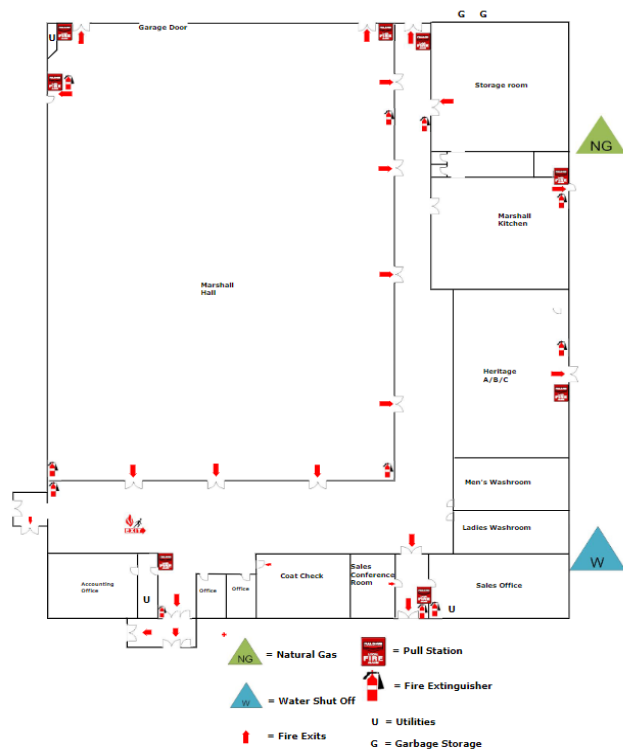 G G
Garage Door
U
Storage room
NG
Marshall
Kitchen
Marshall
Hall
Heritage
A/B/C
Men's Washroom
EXIT
Ladies Washroom
W
Accounting
Office
U
Office
Office
Coat Check
Sales
Conference
Room
Sales Office
U
NG = Natural Gas
FIRE = Pull Station
= Fire Extinguisher
W = Water Shut Off
U = Utilities
= Fire Exits
G = Garbage Storage